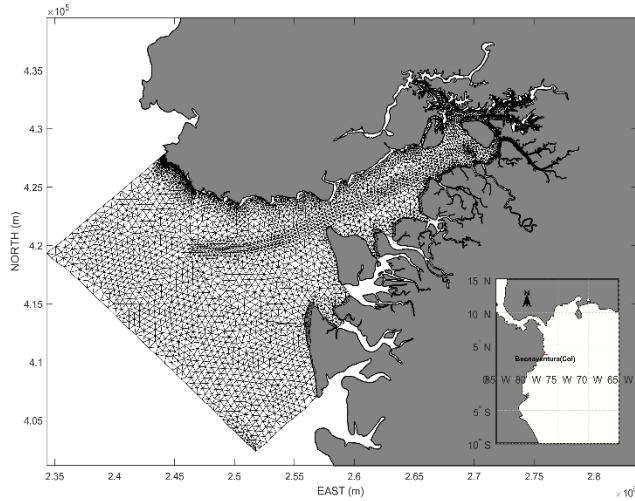 × 10⁵
4.35
4.3
4.25
4.2
4.15
4.1
4.05
NORTH (m)
2.35 2.4 2.45 2.5 2.55 2.6 2.65 2.7 2.75 2.8
EAST (m)
15° N
N
10° N
5° N
Buenaventura(Col)
85° W 80° W 75° W 70° W 65° W
5° S
10° S